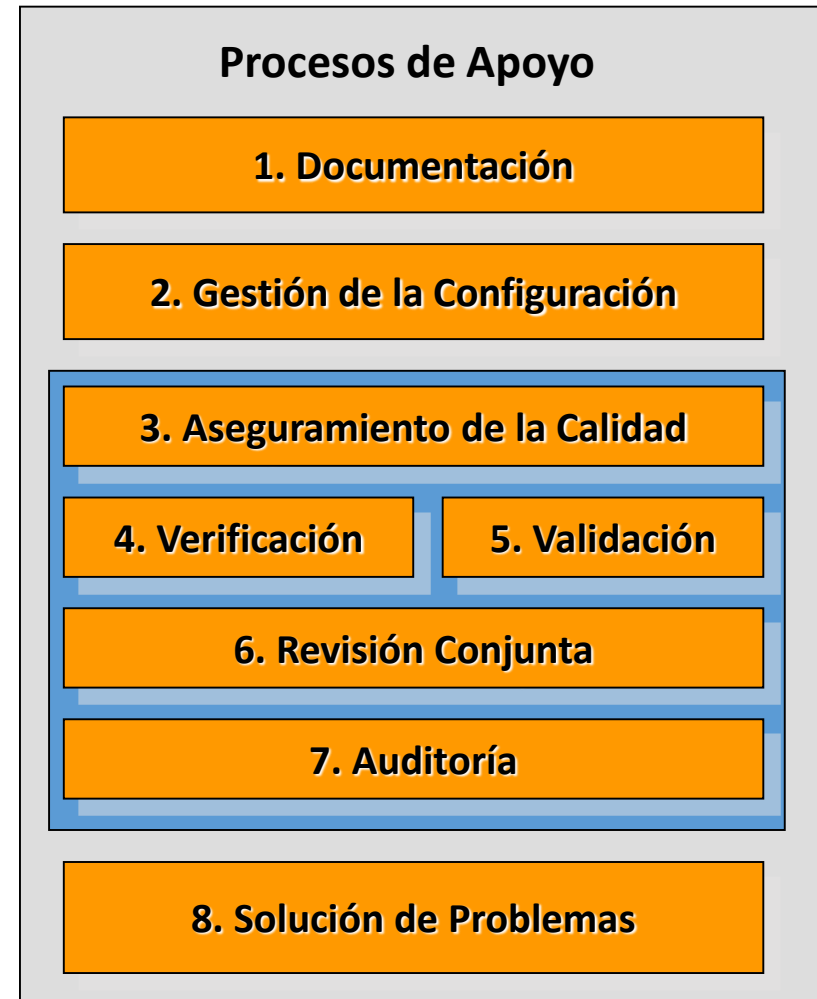 Procesos de Apoyo
1. Documentación
2. Gestión de la Configuración
3. Aseguramiento de la Calidad
4. Verificación
5. Validación
6. Revisión Conjunta
7. Auditoría
8. Solución de Problemas